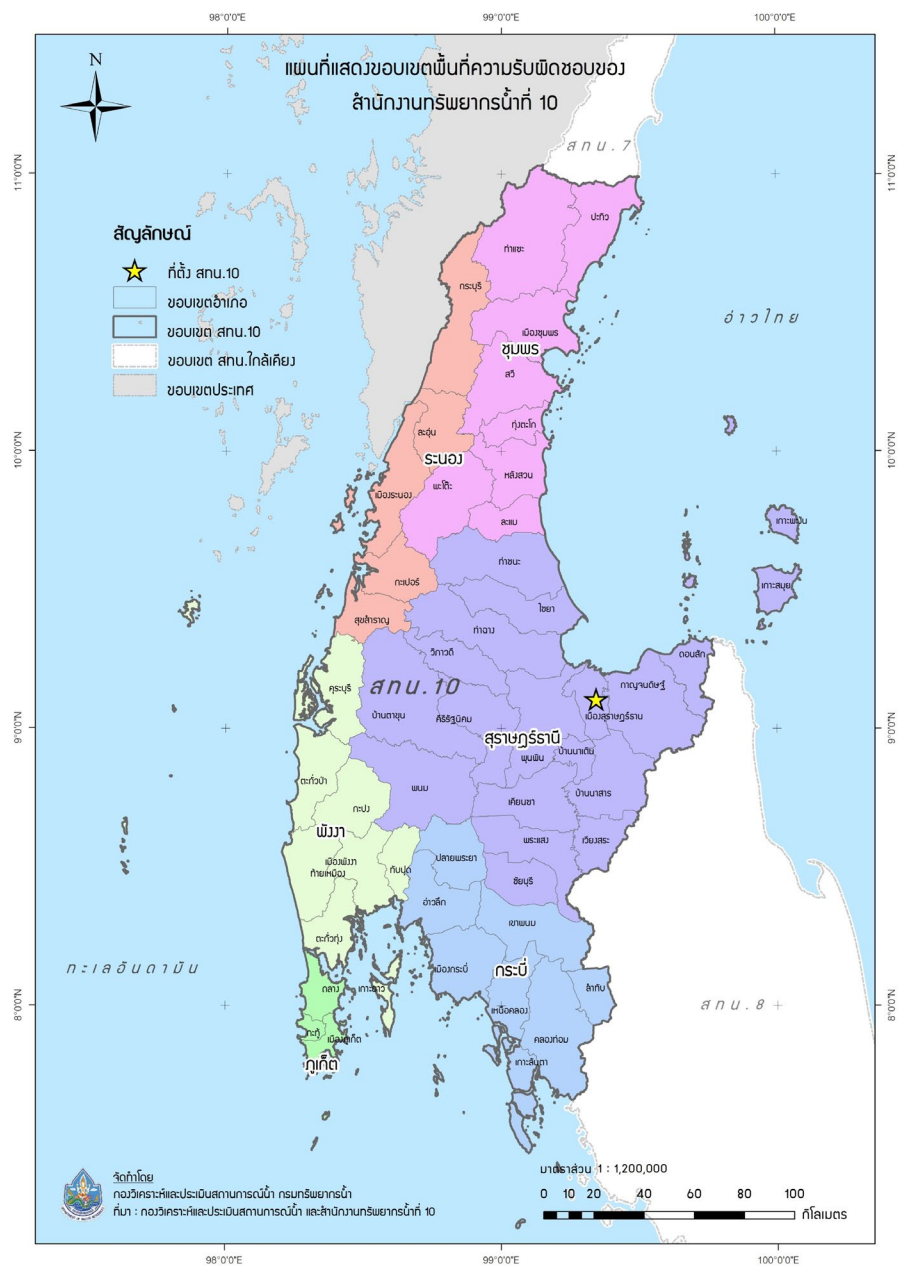 98°0'0"E
99°0'0"E
100°0'0"E
แผนที่แสดงขอบเขตพื้นที่ความรับผิดชอบของ
สำนักงานทรัพยากรน้ำที่ 10
N
สทน.7
11°0'0"N
11°0'0"N
สัญลักษณ์
ที่ตั้ง สทน.10
ขอบเขตอำเภอ
ขอบเขต สทน.10
ขอบเขต สทน.ใกล้เคียง
ขอบเขตประเทศ
ปะทิว
ท่าแซะ
กระบุรี
อ่าวไทย
เมืองชุมพร
ชุมพร
สวี
ทุ่งตะโก
ละอุ่น
10°0'0"N
10°0'0"N
ระนอง
หลังสวน
พะโต๊ะ
เมืองระนอง
ละแม
เกาะพะงัน
ท่าชนะ
กะเปอร์
เกาะสมุย
ไชยา
สุขสำราญ
ท่าฉาง
วิภาวดี
ดอนสัก
คุระบุรี
สทน.10
กาญจนดิษฐ์
บ้านตาขุน
คีรีรัฐนิคม
เมืองสุราษฎร์ธานี
9°0'0"N
9°0'0"N
สุราษฎร์ธานี
บ้านนาเดิม
พุนพิน
ตะกั่วป่า
พนม
กะปง
เคียนซา
บ้านนาสาร
พังงา
พระแสง
เวียงสระ
เมืองพังงา
ทับปุด
ปลายพระยา
ท้ายเหมือง
ชัยบุรี
อ่าวลึก
เขาพนม
ตะกั่วทุ่ง
ทะเลอันดามัน
เมืองกระบี่
กระบี่
ถลาง
เกาะยาว
ลำทับ
สทน.8
8°0'0"N
8°0'0"N
เหนือคลอง
กะทู้
เมืองภูเก็ต
คลองท่อม
ภูเก็ต
เกาะลันตา
มาตราส่วน 1 : 1,200,000
0 5 10 20 40 60 80 100
กิโลเมตร
จัดทำโดย
กองวิเคราะห์และประเมินสถานการณ์น้ำ กรมทรัพยากรน้ำ
ที่มา : กองวิเคราะห์และประเมินสถานการณ์น้ำ และสำนักงานทรัพยากรน้ำที่ 10
98°0'0"E
99°0'0"E
100°0'0"E